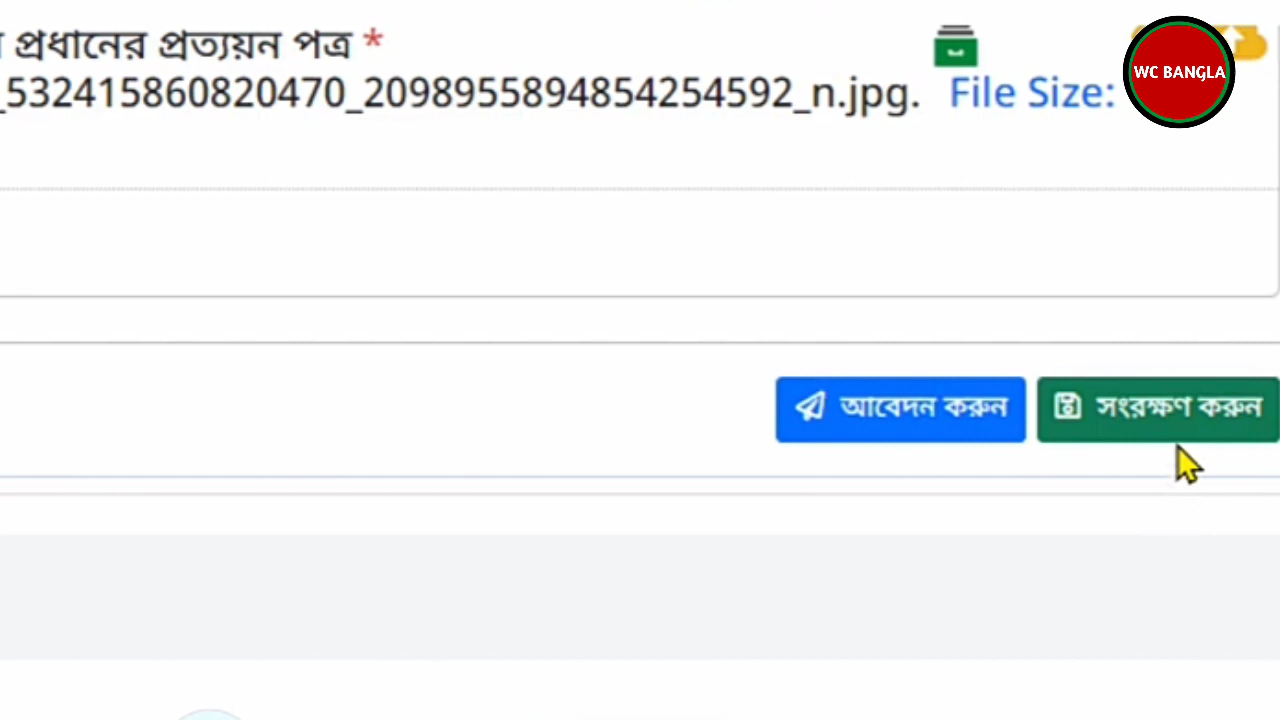 প্রধানের প্রত্যয়ন পত্র *
_532415860820470_2098955894854254592_n.jpg. File Size:
WC BANGLA
আবেদন করুন সংরক্ষণ করুন